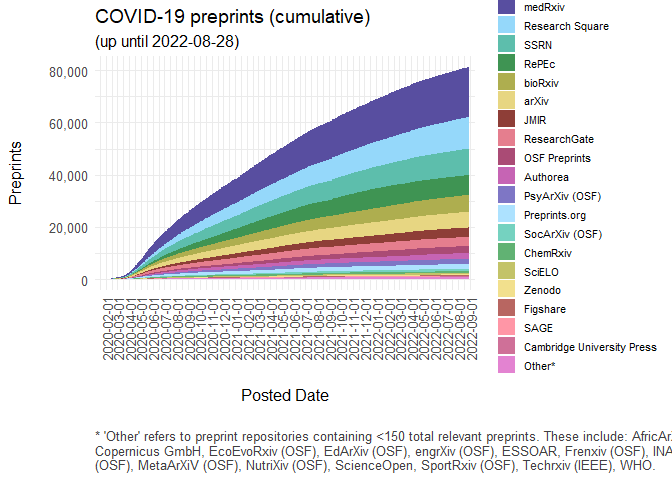 COVID-19 preprints (cumulative)
(up until 2022-08-28)
Preprints
80,000
60,000
40,000
20,000
0
2020-02-01
2020-03-01
2020-04-01
2020-05-01
2020-06-01
2020-07-01
2020-08-01
2020-09-01
2020-10-01
2020-11-01
2020-12-01
2021-01-01
2021-02-01
2021-03-01
2021-04-01
2021-05-01
2021-06-01
2021-07-01
2021-08-01
2021-09-01
2021-10-01
2021-11-01
2021-12-01
2022-01-01
2022-02-01
2022-03-01
2022-04-01
2022-05-01
2022-06-01
2022-07-01
2022-08-01
2022-09-01
Posted Date
medRxiv
Research Square
SSRN
RePEc
bioRxiv
arXiv
JMIR
ResearchGate
OSF Preprints
Authorea
PsyArXiv (OSF)
Preprints.org
SocArXiv (OSF)
ChemRxiv
SciELO
Zenodo
Figshare
SAGE
Cambridge University Press
Other*
* 'Other' refers to preprint repositories containing <150 total relevant preprints. These include: AfricAr
Copernicus GmbH, EcoEvoRxiv (OSF), EdArXiv (OSF), engrXiv (OSF), ESSOAR, Frenxiv (OSF), INA
(OSF), MetaArXiV (OSF), NutriXiv (OSF), ScienceOpen, SportRxiv (OSF), Techrxiv (IEEE), WHO.